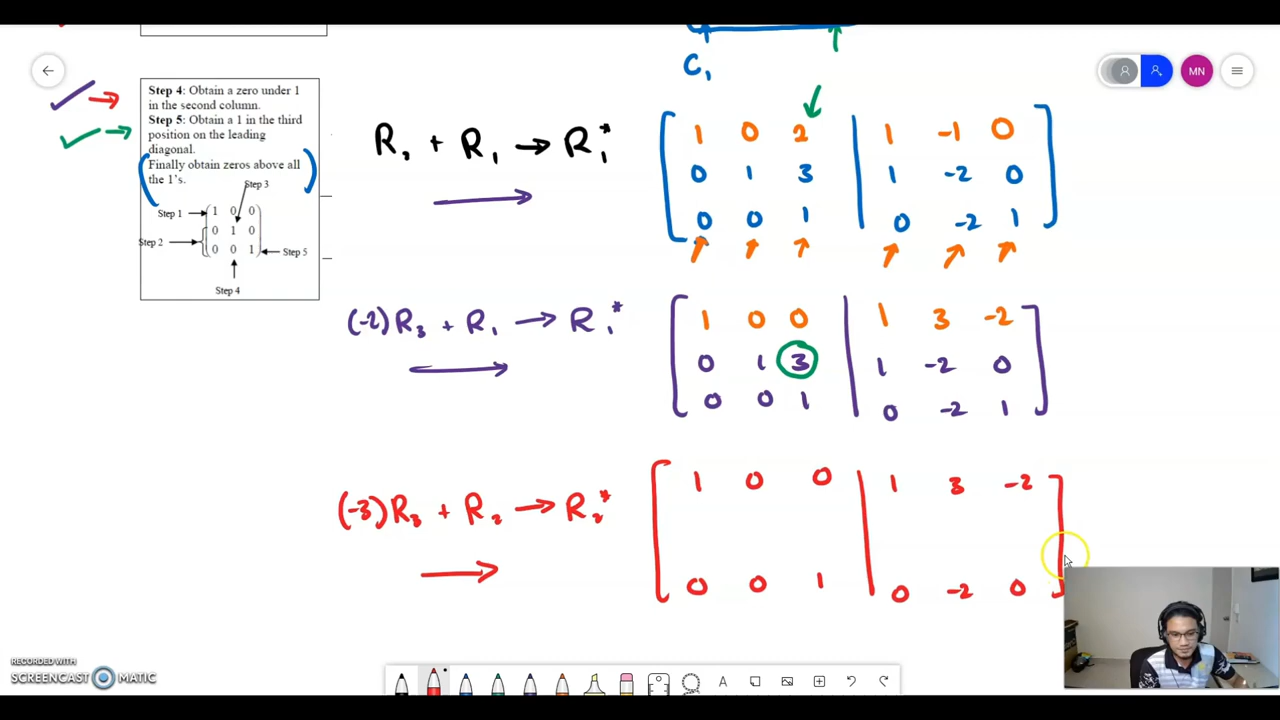 C₁
MN
Step 4: Obtain a zero under 1
in the second column.
Step 5: Obtain a 1 in the third
position on the leading
diagonal.
Finally obtain zeros above all
the 1's.
Step 3
Step 1 1 0 0
Step 2 0 1 0
0 0 1 Step 5
Step 4
R₂ + R₁ → R₁*
1 0 2 | 1 -1 0
0 1 3 | 1 -2 0
0 0 1 | 0 -2 1
(-2)R₃ + R₁ → R₁*
1 0 0 | 1 3 -2
0 1 3 | 1 -2 0
0 0 1 | 0 -2 1
(-3)R₃ + R₂ → R₂*
1 0 0 | 1 3 -2
0 0 1 | 0 -2 0
RECORDED WITH
SCREENCAST MATIC